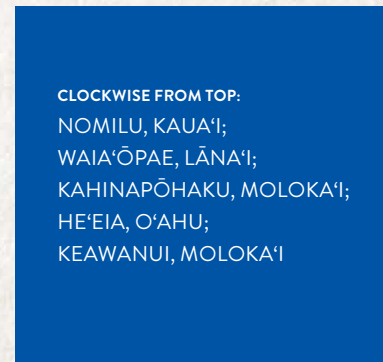 CLOCKWISE FROM TOP:
NOMILU, KAUAʻI;
WAIAʻŌPAE, LĀNAʻI;
KAHINAPŌHAKU, MOLOKAʻI;
HEʻEIA, OʻAHU;
KEAWANUI, MOLOKAʻI